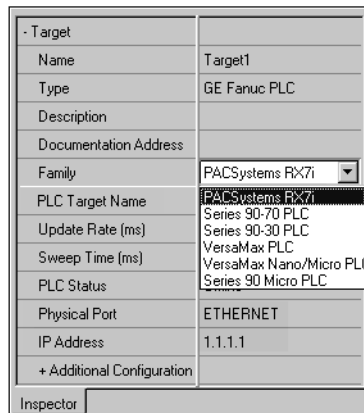 - Target
Name Target1
Type GE Fanuc PLC
Description
Documentation Address
Family PACSystems RX7i
PLC Target Name PACSystems RX7i
Series 90-70 PLC
Update Rate (ms) Series 90-30 PLC
VersaMax PLC
Sweep Time (ms) VersaMax Nano/Micro PLC
PLC Status Series 90 Micro PLC
Physical Port ETHERNET
IP Address 1.1.1.1
+ Additional Configuration
Inspector